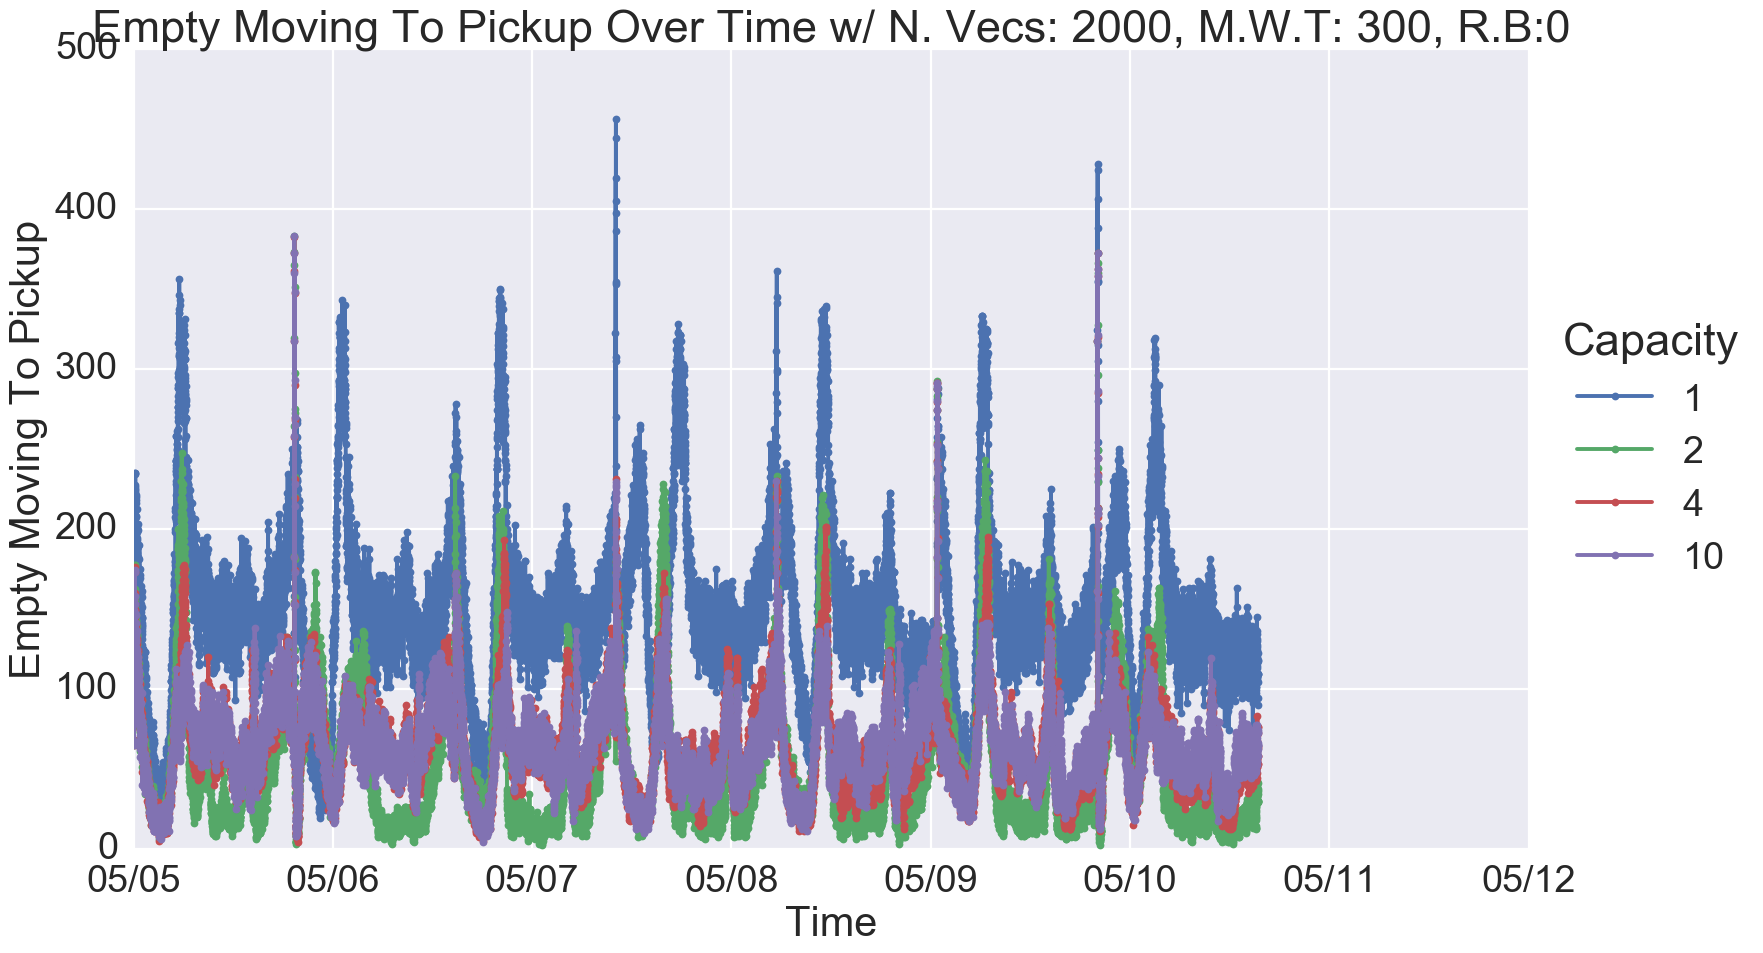 Empty Moving To Pickup Over Time w/ N. Vecs: 2000, M.W.T: 300, R.B:0
500
400
300
200
100
0
Empty Moving To Pickup
05/05 05/06 05/07 05/08 05/09 05/10 05/11 05/12
Time
Capacity
1
2
4
10